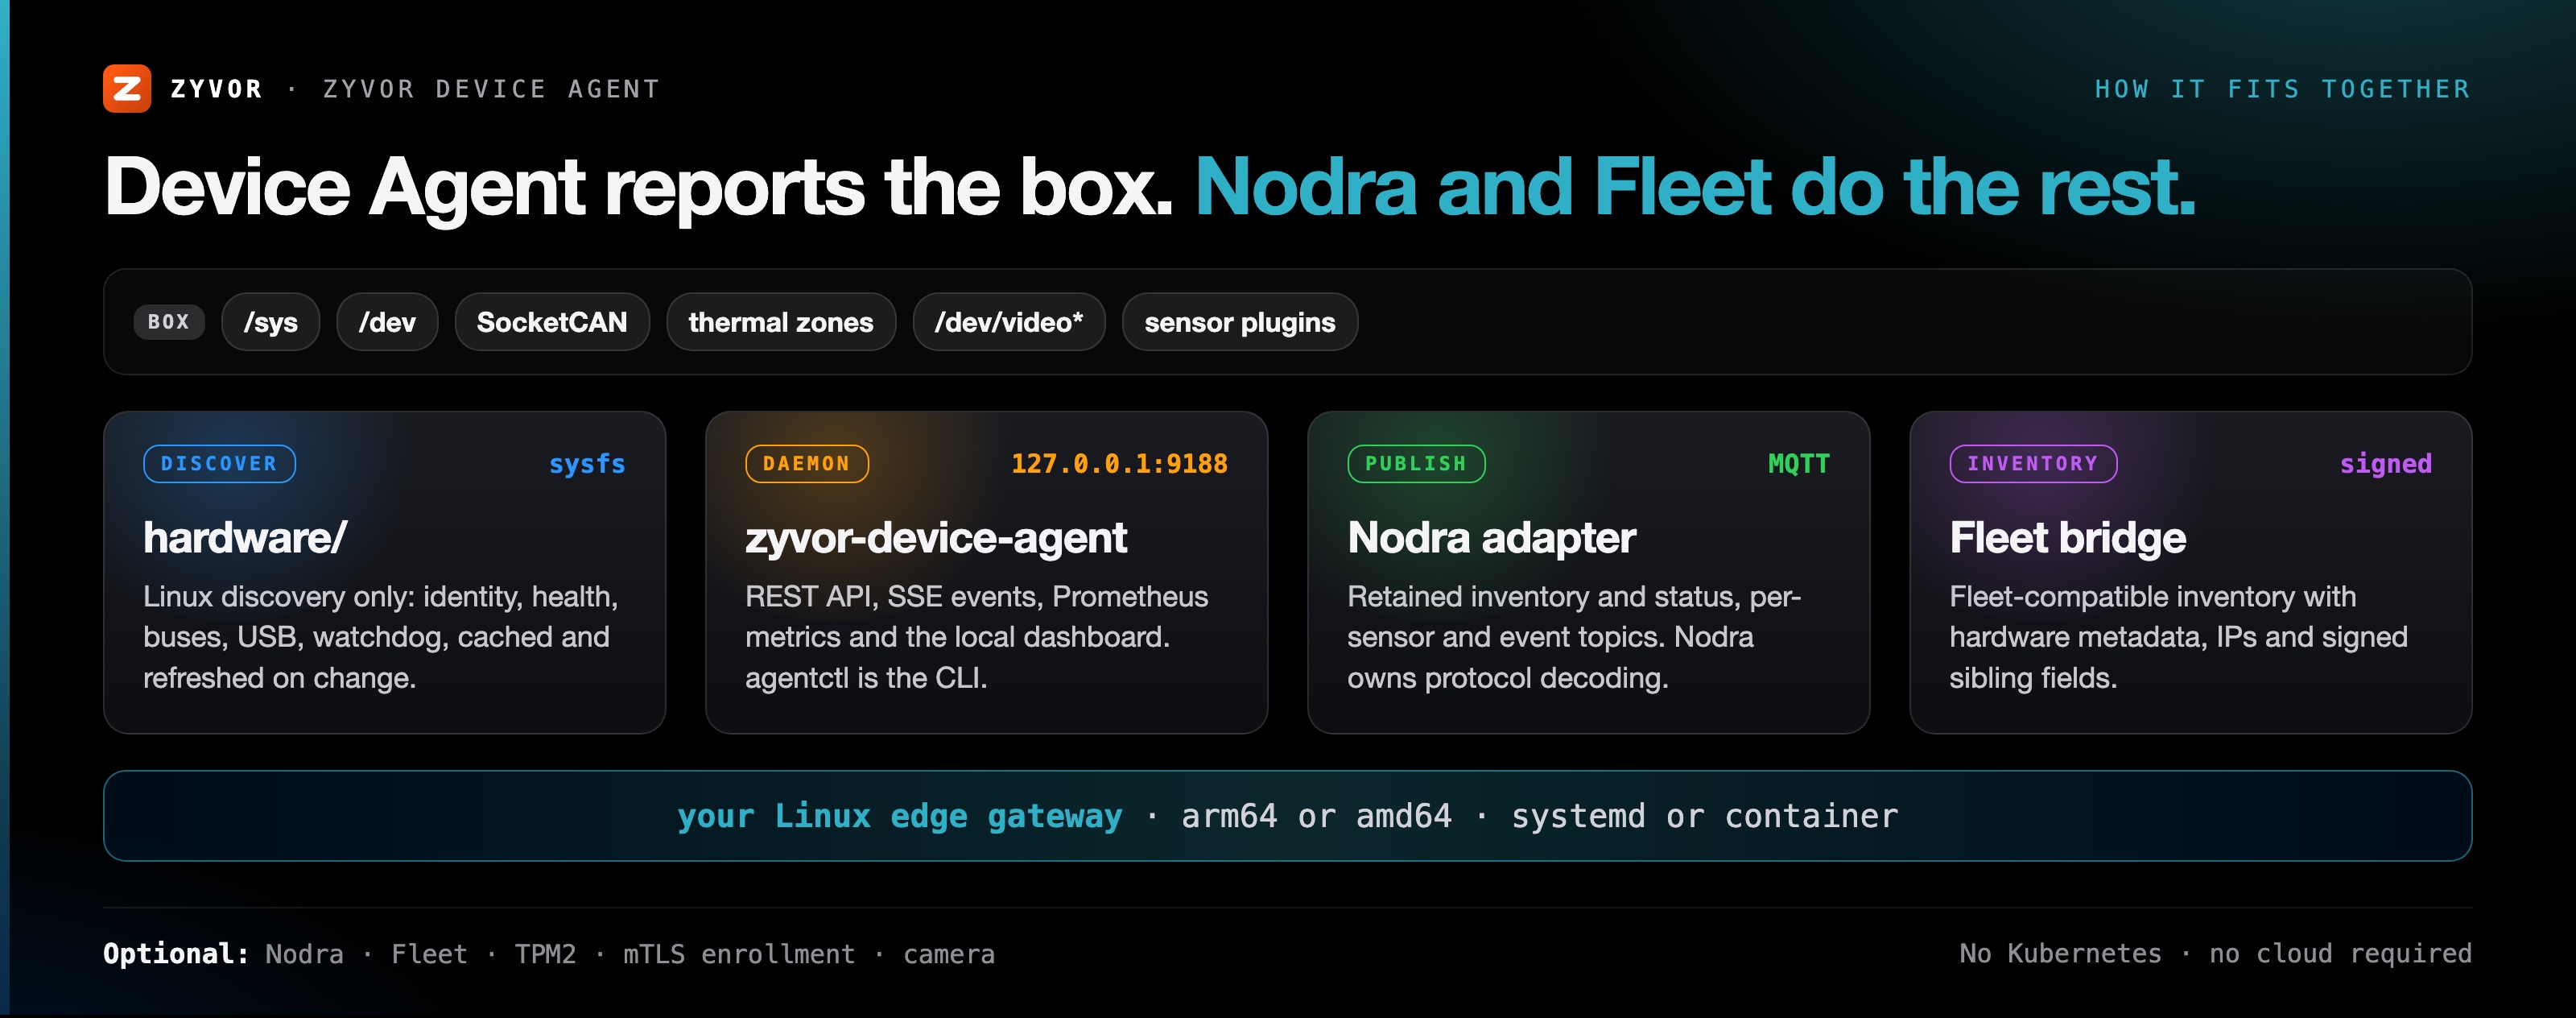 ZYVOR · ZYVOR DEVICE AGENT
HOW IT FITS TOGETHER
Device Agent reports the box. Nodra and Fleet do the rest.
BOX /sys /dev SocketCAN thermal zones /dev/video* sensor plugins
DISCOVER sysfs
hardware/
Linux discovery only: identity, health,
buses, USB, watchdog, cached and
refreshed on change.
DAEMON 127.0.0.1:9188
zyvor-device-agent
REST API, SSE events, Prometheus
metrics and the local dashboard.
agentctl is the CLI.
PUBLISH MQTT
Nodra adapter
Retained inventory and status, per-
sensor and event topics. Nodra
owns protocol decoding.
INVENTORY signed
Fleet bridge
Fleet-compatible inventory with
hardware metadata, IPs and signed
sibling fields.
your Linux edge gateway · arm64 or amd64 · systemd or container
Optional: Nodra · Fleet · TPM2 · mTLS enrollment · camera
No Kubernetes · no cloud required